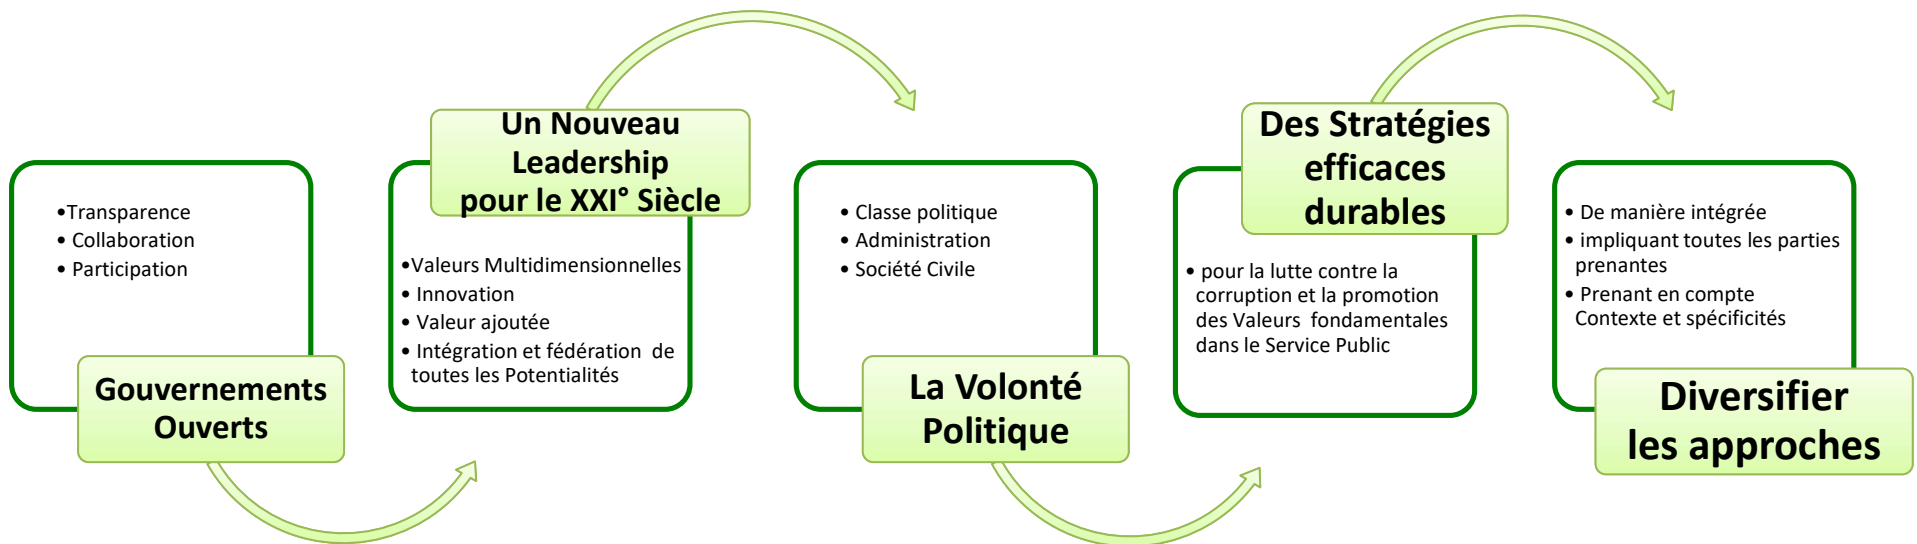 •Transparence
• Collaboration
• Participation
Gouvernements
Ouverts
Un Nouveau
Leadership
pour le XXI° Siècle
•Valeurs Multidimensionnelles
• Innovation
• Valeur ajoutée
• Intégration et fédération de
toutes les Potentialités
• Classe politique
• Administration
• Société Civile
La Volonté
Politique
Des Stratégies
efficaces
durables
• pour la lutte contre la
corruption et la promotion
des Valeurs fondamentales
dans le Service Public
• De manière intégrée
• impliquant toutes les parties
prenantes
• Prenant en compte
Contexte et spécificités
Diversifier
les approches